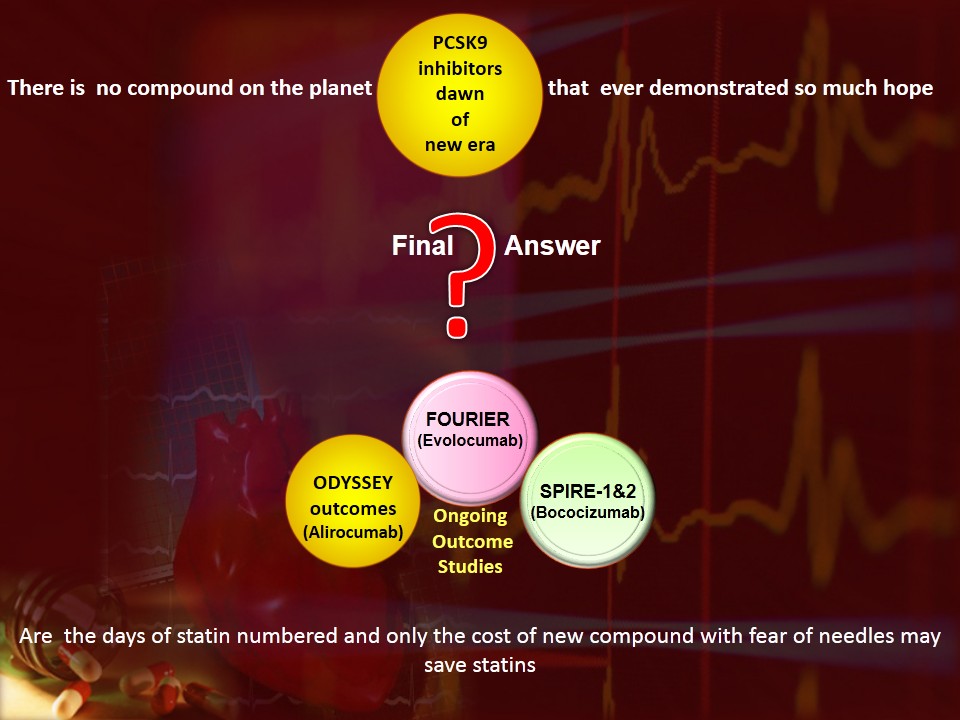 There is  no compound on the planet
PCSK9
inhibitors
dawn
of
new era
that  ever demonstrated so much hope
Final ? Answer
FOURIER
(Evolocumab)
ODYSSEY
outcomes
(Alirocumab)
SPIRE-1&2
(Bococizumab)
Ongoing
Outcome
Studies
Are  the days of statin numbered and only the cost of new compound with fear of needles may
save statins